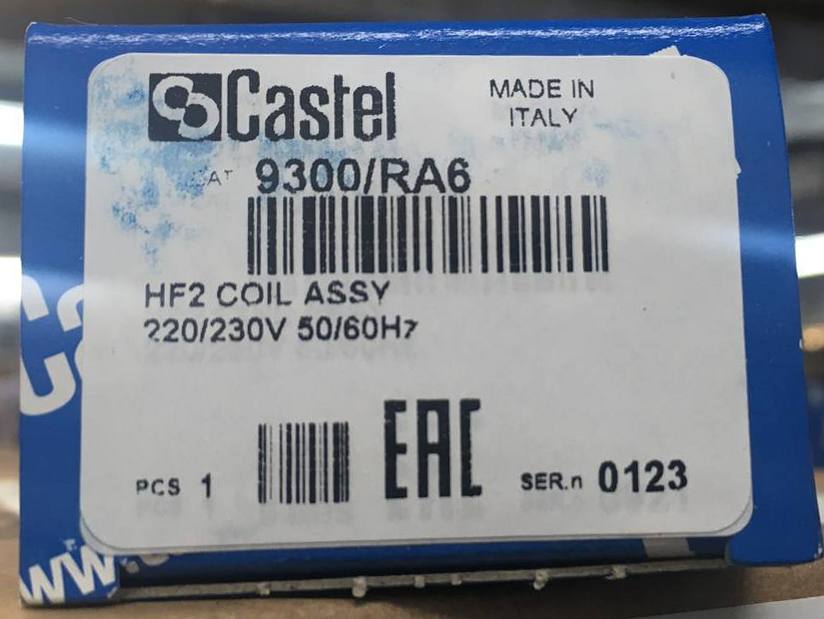 Castel
MADE IN
ITALY
9300/RA6
HF2 COIL ASSY
220/230V 50/60Hz
PCS 1
EAC
SER.n 0123